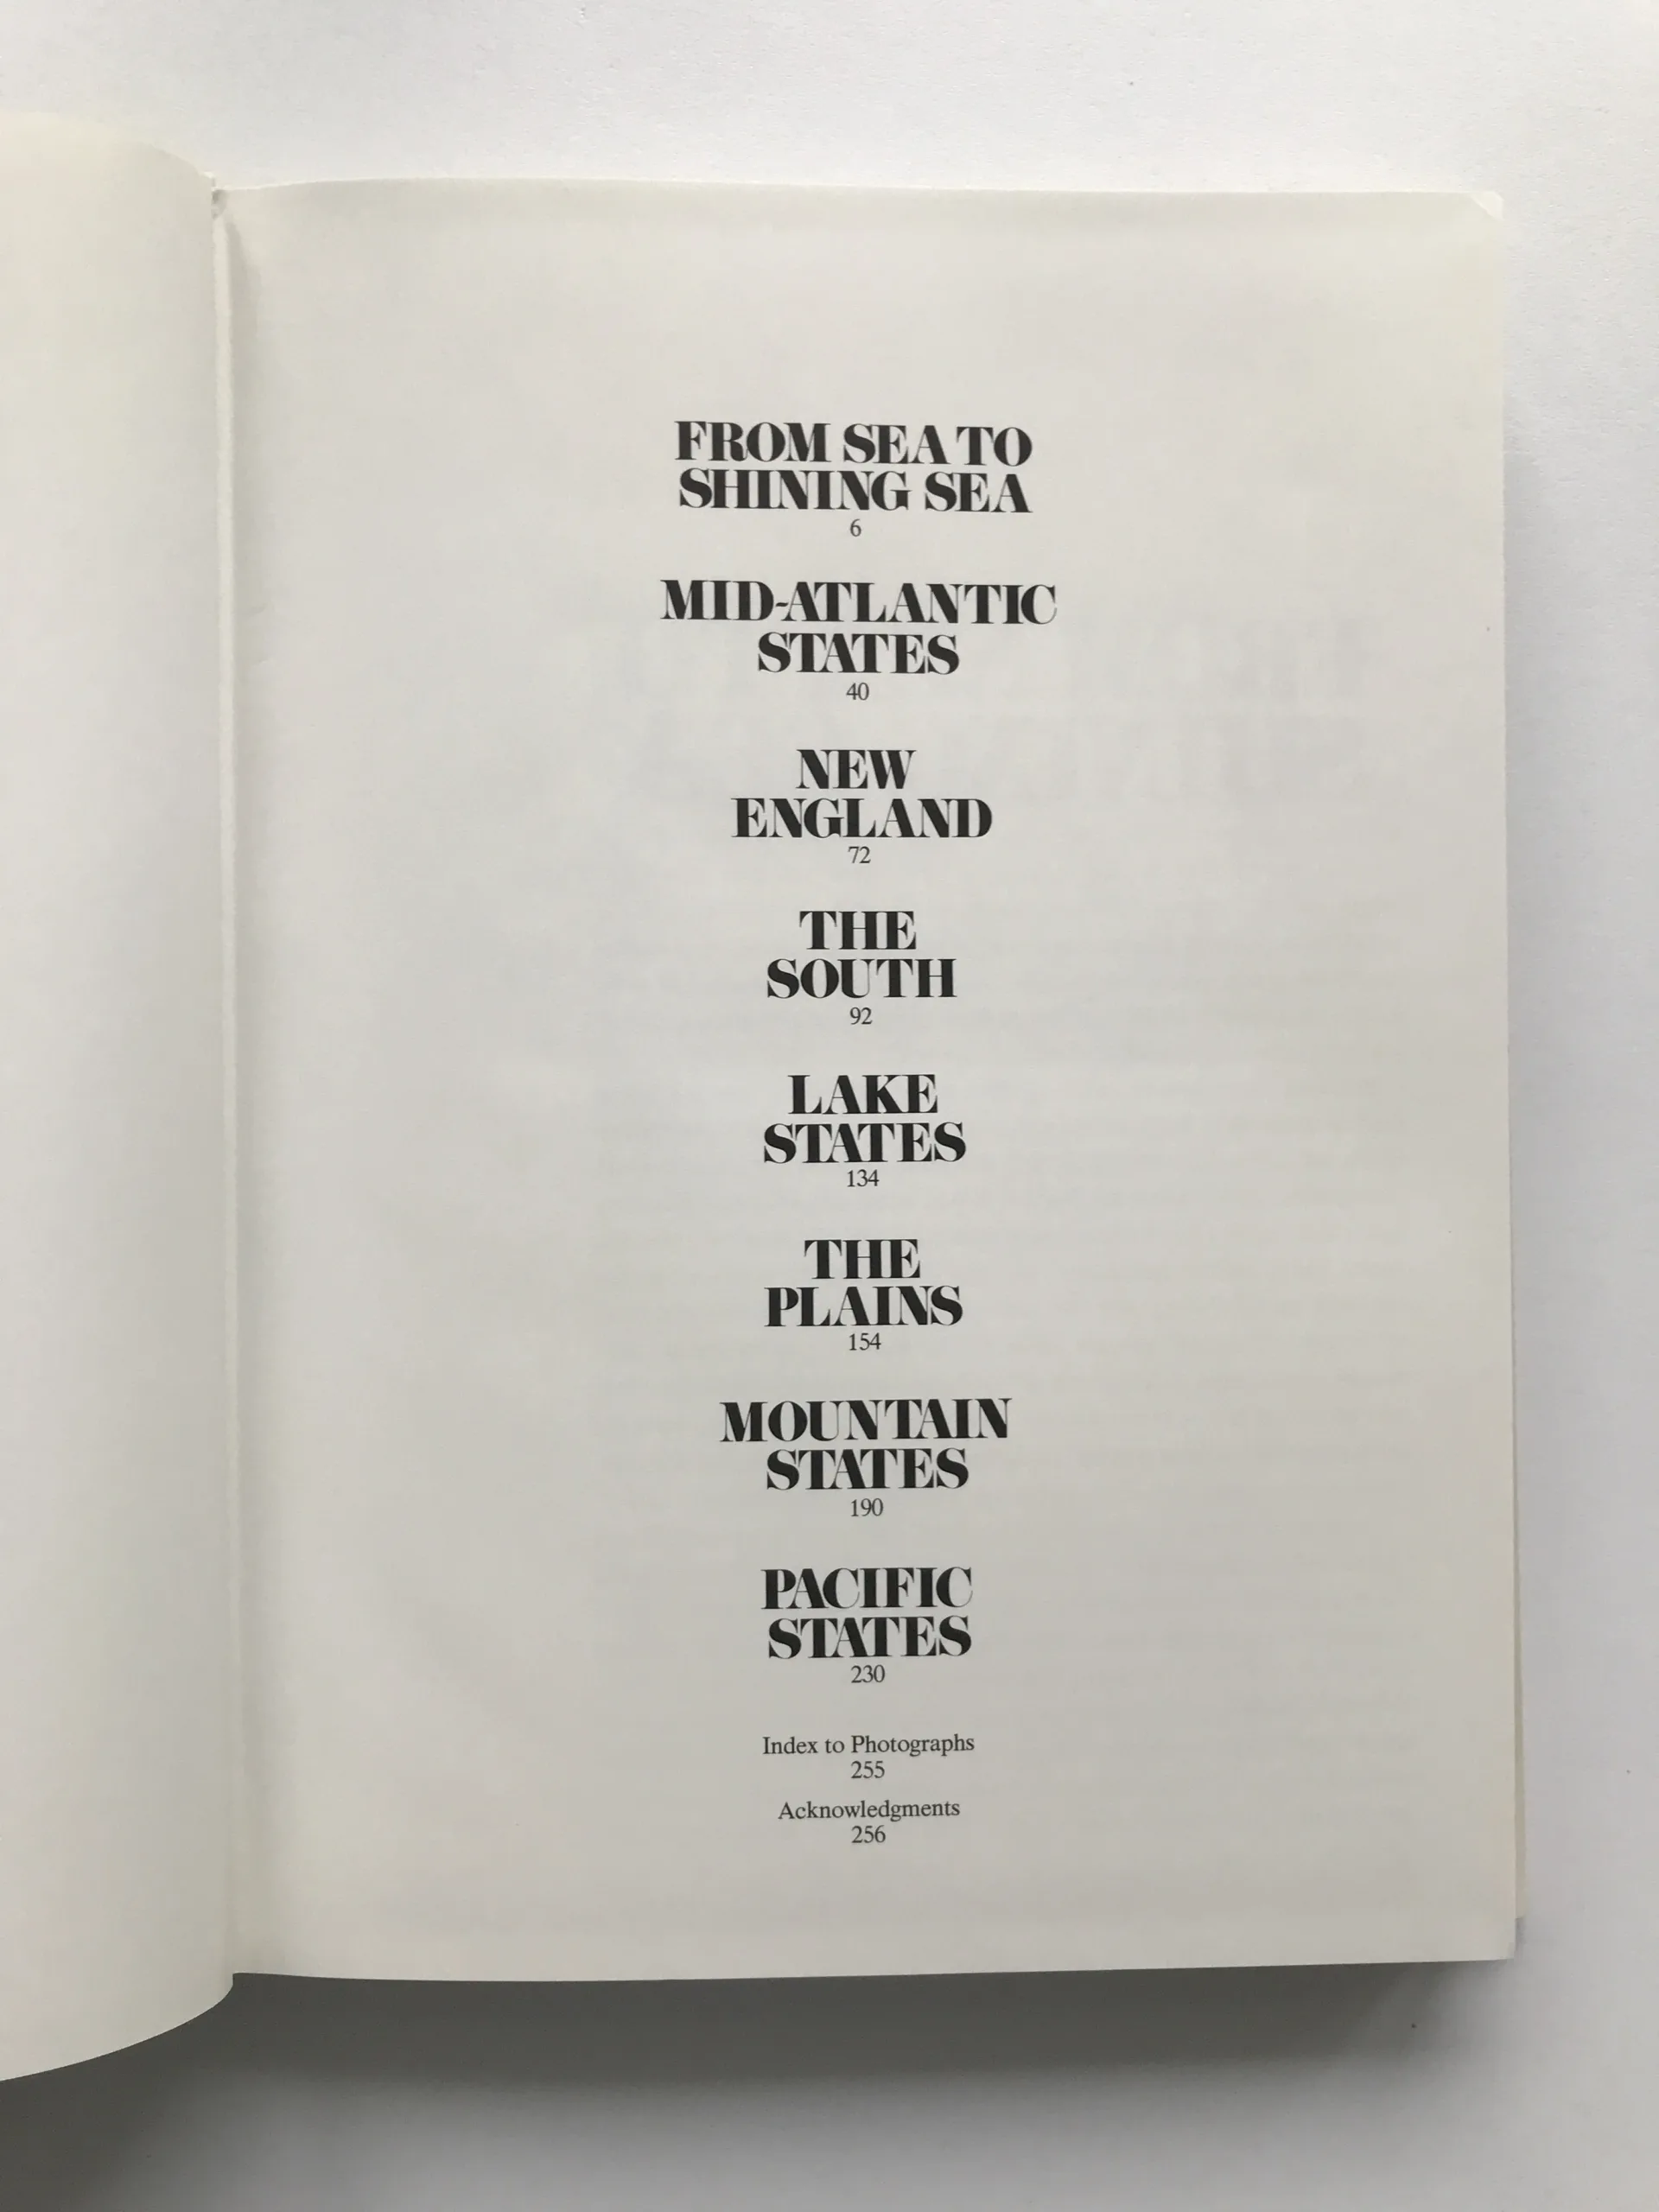 FROM SEA TO
SHINING SEA
6
MID-ATLANTIC
STATES
40
NEW
ENGLAND
72
THE
SOUTH
92
LAKE
STATES
134
THE
PLAINS
154
MOUNTAIN
STATES
190
PACIFIC
STATES
230
Index to Photographs
255
Acknowledgments
256